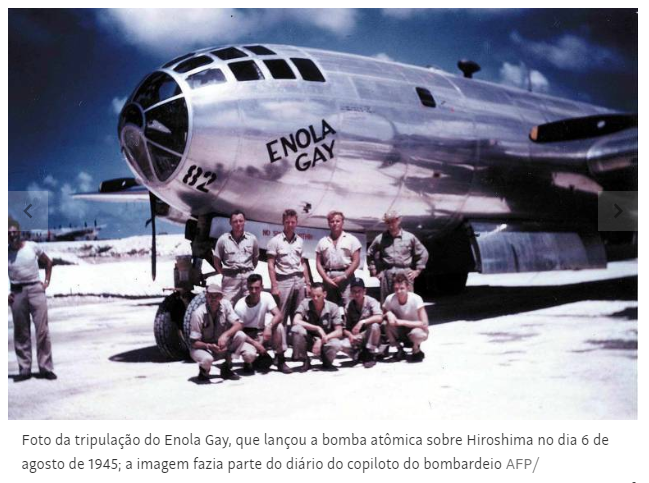 ENOLA
GAY
82
Foto da tripulação do Enola Gay, que lançou a bomba atômica sobre Hiroshima no dia 6 de
agosto de 1945; a imagem fazia parte do diário do copiloto do bombardeio AFP/